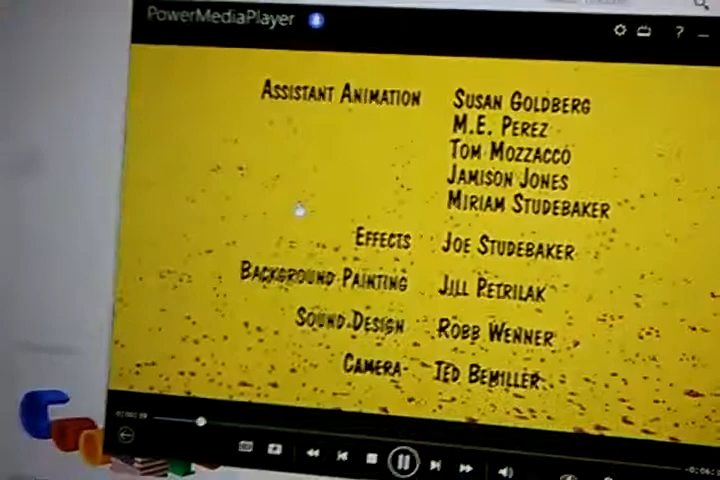 PowerMediaPlayer
?
ASSISTANT ANIMATION SUSAN GOLDBERG
M.E. PEREZ
TOM MOZZACCO
JAMISON JONES
MIRIAM STUDEBAKER
EFFECTS JOE STUDEBAKER
BACKGROUND PAINTING JILL PETRILAK
SOUND DESIGN ROBB WENNER
CAMERA TED BEMILLER